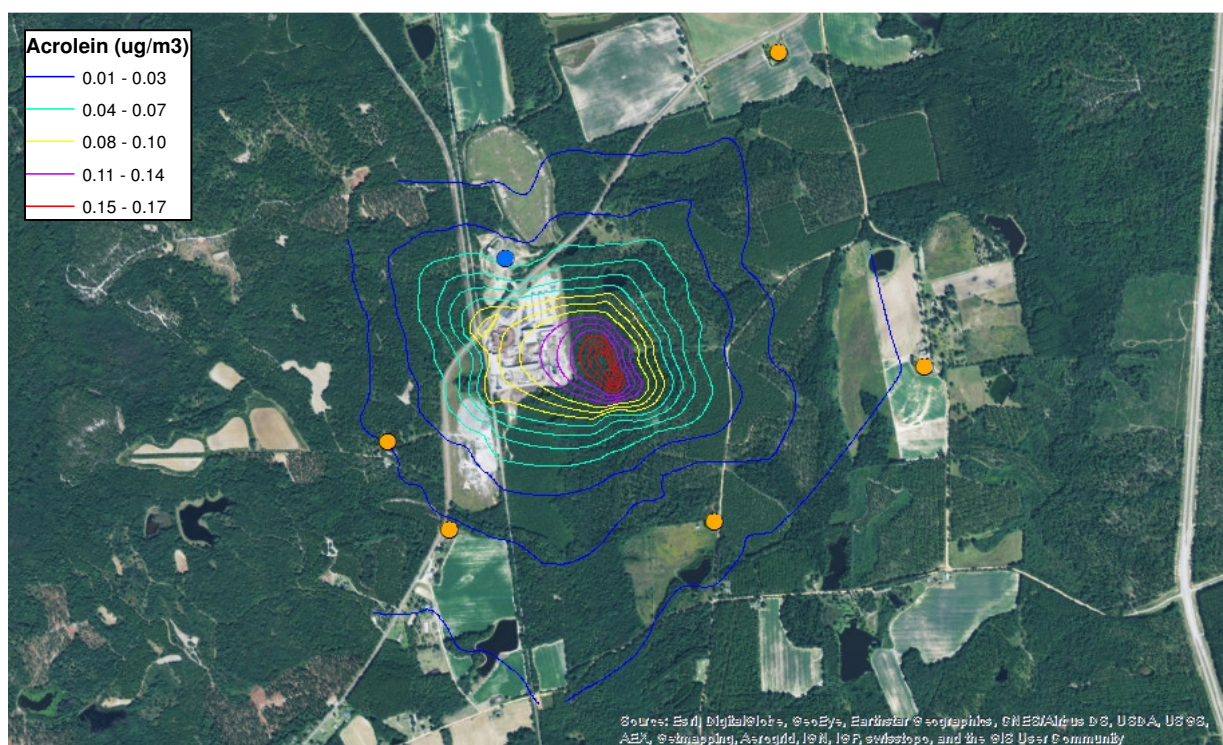 Acrolein (ug/m3)
0.01 - 0.03
0.04 - 0.07
0.08 - 0.10
0.11 - 0.14
0.15 - 0.17
Source: Esri, DigitalGlobe, GeoEye, Earthstar Geographics, CNES/Airbus DS, USDA, USGS,
AEX, Getmapping, Aerogrid, IGN, IGP, swisstopo, and the GIS User Community